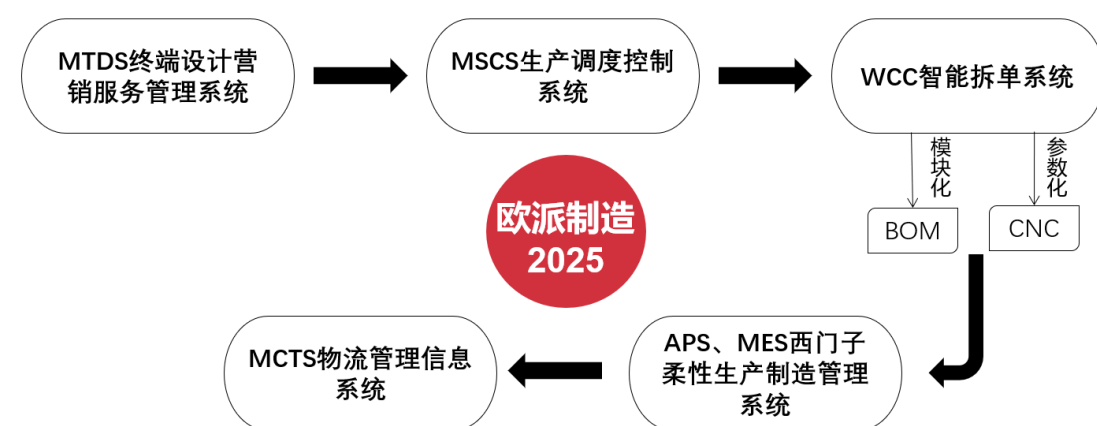 MTDS终端设计营
销服务管理系统
MSCS生产调度控制
系统
WCC智能拆单系统
模块化
参数化
BOM
CNC
欧派制造
2025
APS、MES西门子
柔性生产制造管理
系统
MCTS物流管理信息
系统